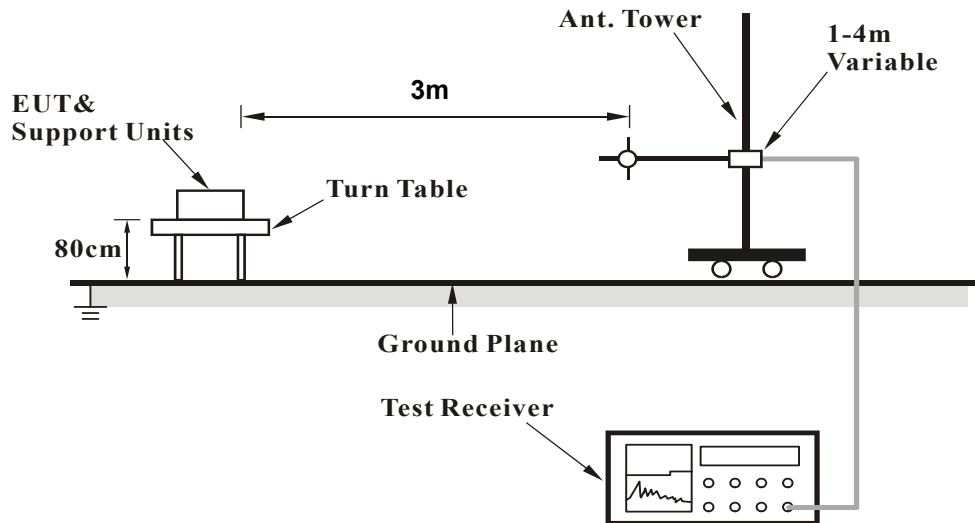 Ant. Tower
1-4m
Variable
3m
EUT&
Support Units
Turn Table
80cm
Ground Plane
Test Receiver